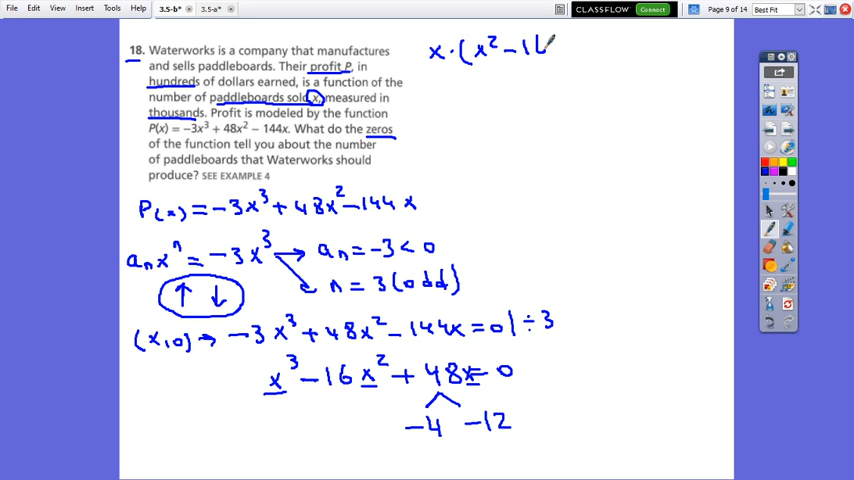 File Edit View Insert Tools Help 3.5-b* 3.5-a* CLASSFLOW Page 9 of 14 Best Fit
18. Waterworks is a company that manufactures
and sells paddleboards. Their profit P, in
hundreds of dollars earned, is a function of the
number of paddleboards sold x, measured in
thousands. Profit is modeled by the function
P(x) = −3x³ + 48x² − 144x. What do the zeros
of the function tell you about the number
of paddleboards that Waterworks should
produce? SEE EXAMPLE 4
x·(x²−16
P(x)=−3x³+48x²−144x
aₙxⁿ=−3x³→aₙ=−3<0
n=3(odd)
↑↓
(x,0)→−3x³+48x²−144x=0|÷3
x³−16x²+48x=0
−4 −12